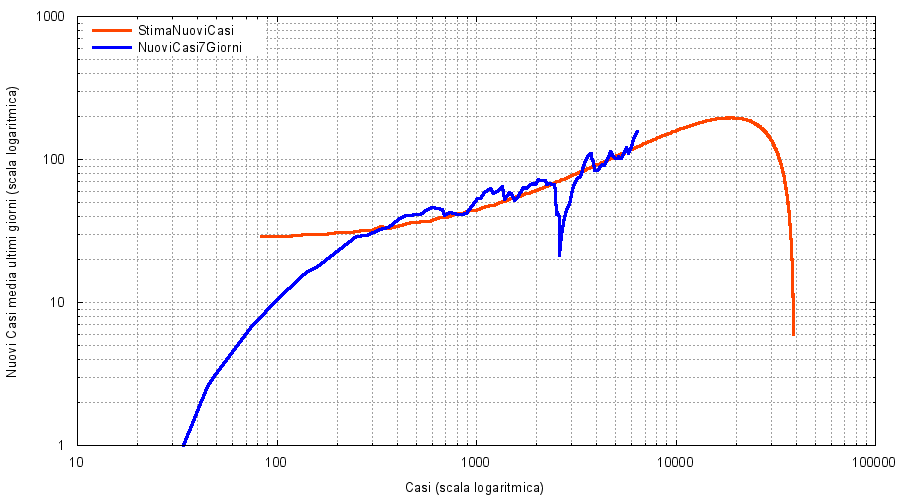 1000
StimaNuoviCasi
NuoviCasi7Giorni
100
10
1
10
100
1000
10000
100000
Nuovi Casi media ultimi giorni (scala logaritmica)
Casi (scala logaritmica)